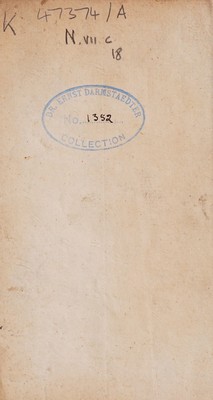 K 47374/A
N.VII.C
18
DR. ERNST DARMSTAEDTER
No. 1352
COLLECTION